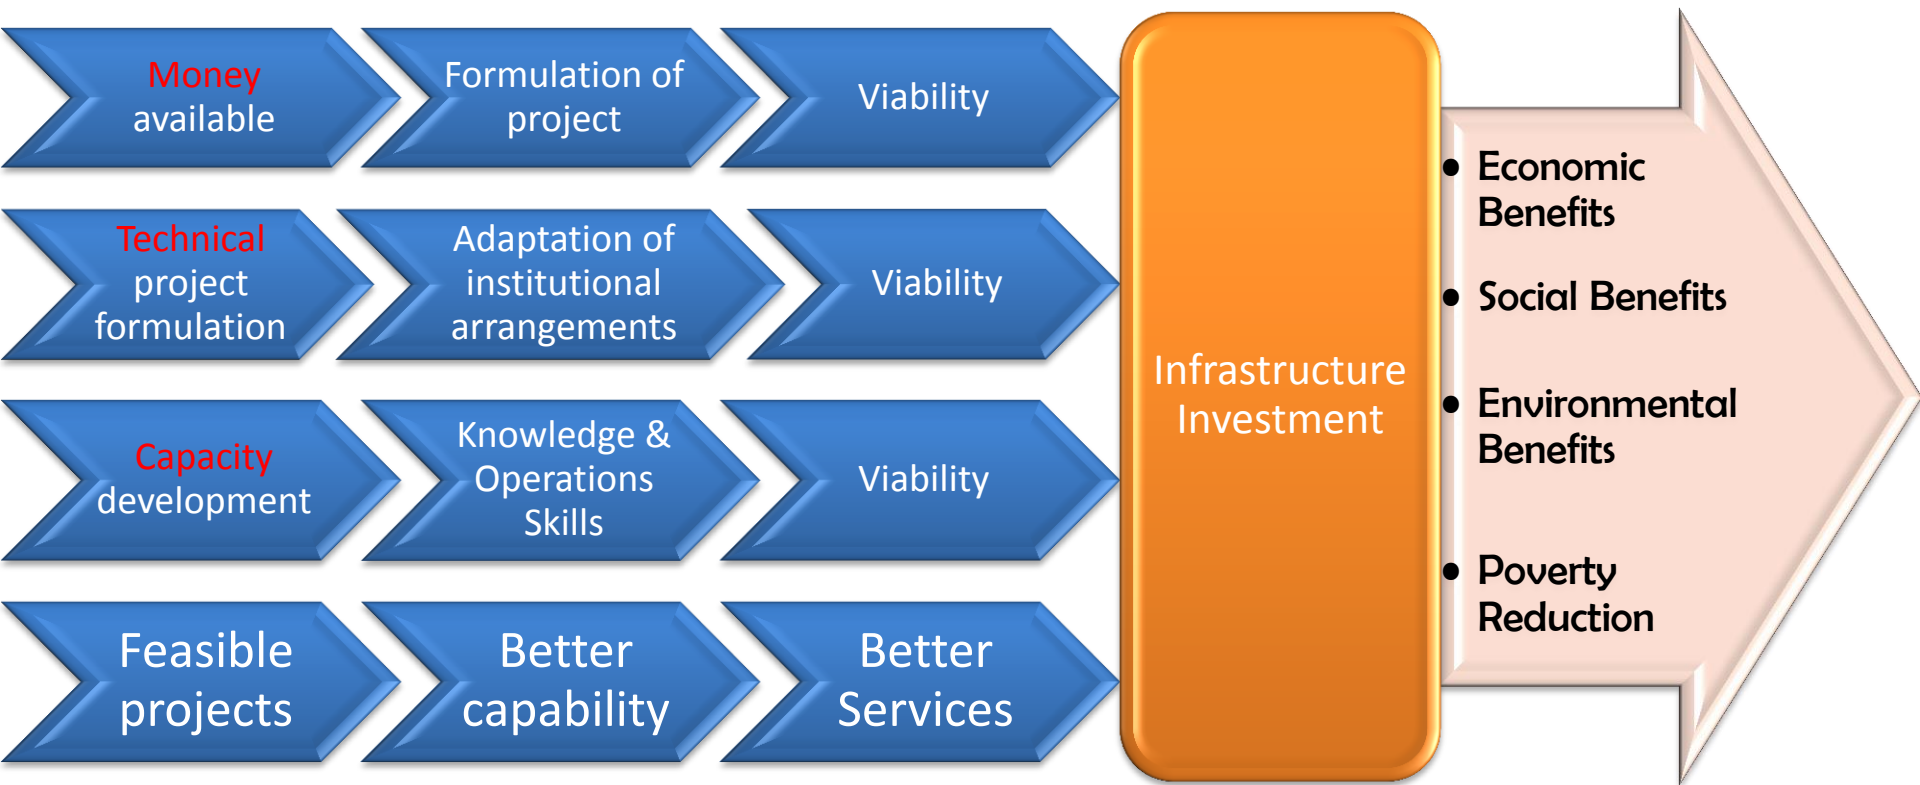 Money
available
Formulation of
project
Viability
Technical
project
formulation
Adaptation of
institutional
arrangements
Viability
Capacity
development
Knowledge &
Operations
Skills
Viability
Feasible
projects
Better
capability
Better
Services
Infrastructure
Investment
• Economic
Benefits
• Social Benefits
• Environmental
Benefits
• Poverty
Reduction